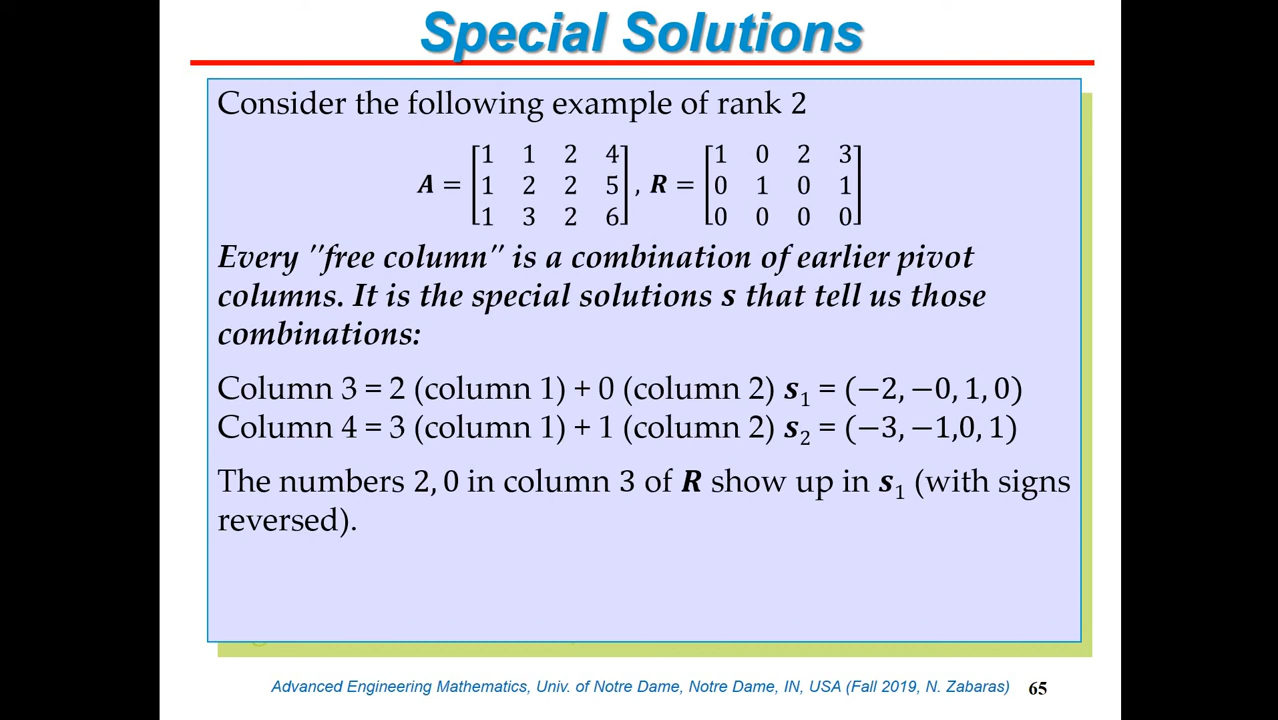 Special Solutions
Consider the following example of rank 2
A = [1 1 2 4; 1 2 2 5; 1 3 2 6], R = [1 0 2 3; 0 1 0 1; 0 0 0 0]
Every "free column" is a combination of earlier pivot
columns. It is the special solutions s that tell us those
combinations:
Column 3 = 2 (column 1) + 0 (column 2) s₁ = (−2, −0, 1, 0)
Column 4 = 3 (column 1) + 1 (column 2) s₂ = (−3, −1,0, 1)
The numbers 2, 0 in column 3 of R show up in s₁ (with signs
reversed).
Advanced Engineering Mathematics, Univ. of Notre Dame, Notre Dame, IN, USA (Fall 2019, N. Zabaras) 65